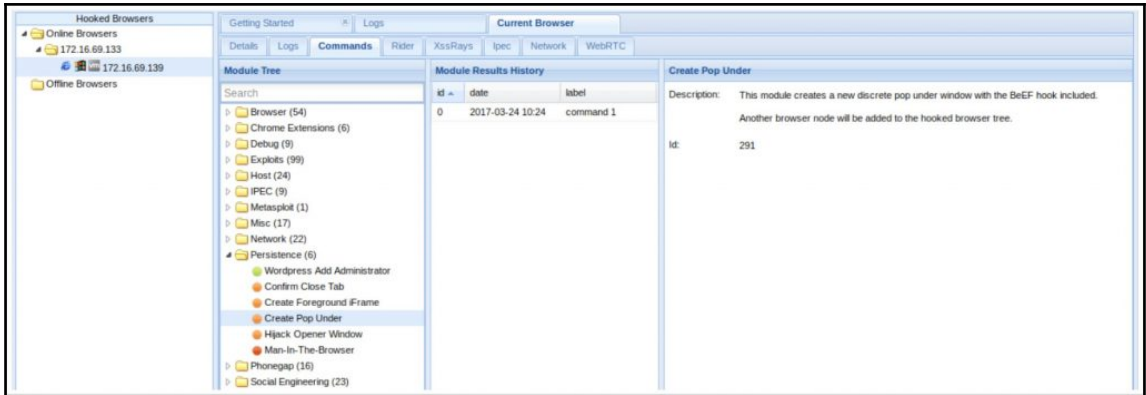 Hooked Browsers
Online Browsers
172.16.69.133
172.16.69.139
Offline Browsers
Getting Started Logs Current Browser
Details Logs Commands Rider XssRays Ipec Network WebRTC
Module Tree
Search
Browser (54)
Chrome Extensions (6)
Debug (9)
Exploits (99)
Host (24)
IPEC (9)
Metasploit (1)
Misc (17)
Network (22)
Persistence (6)
Wordpress Add Administrator
Confirm Close Tab
Create Foreground iFrame
Create Pop Under
Hijack Opener Window
Man-In-The-Browser
Phonegap (16)
Social Engineering (23)
Module Results History
id date label
0 2017-03-24 10:24 command 1
Create Pop Under
Description: This module creates a new discrete pop under window with the BeEF hook included.
Another browser node will be added to the hooked browser tree.
Id: 291